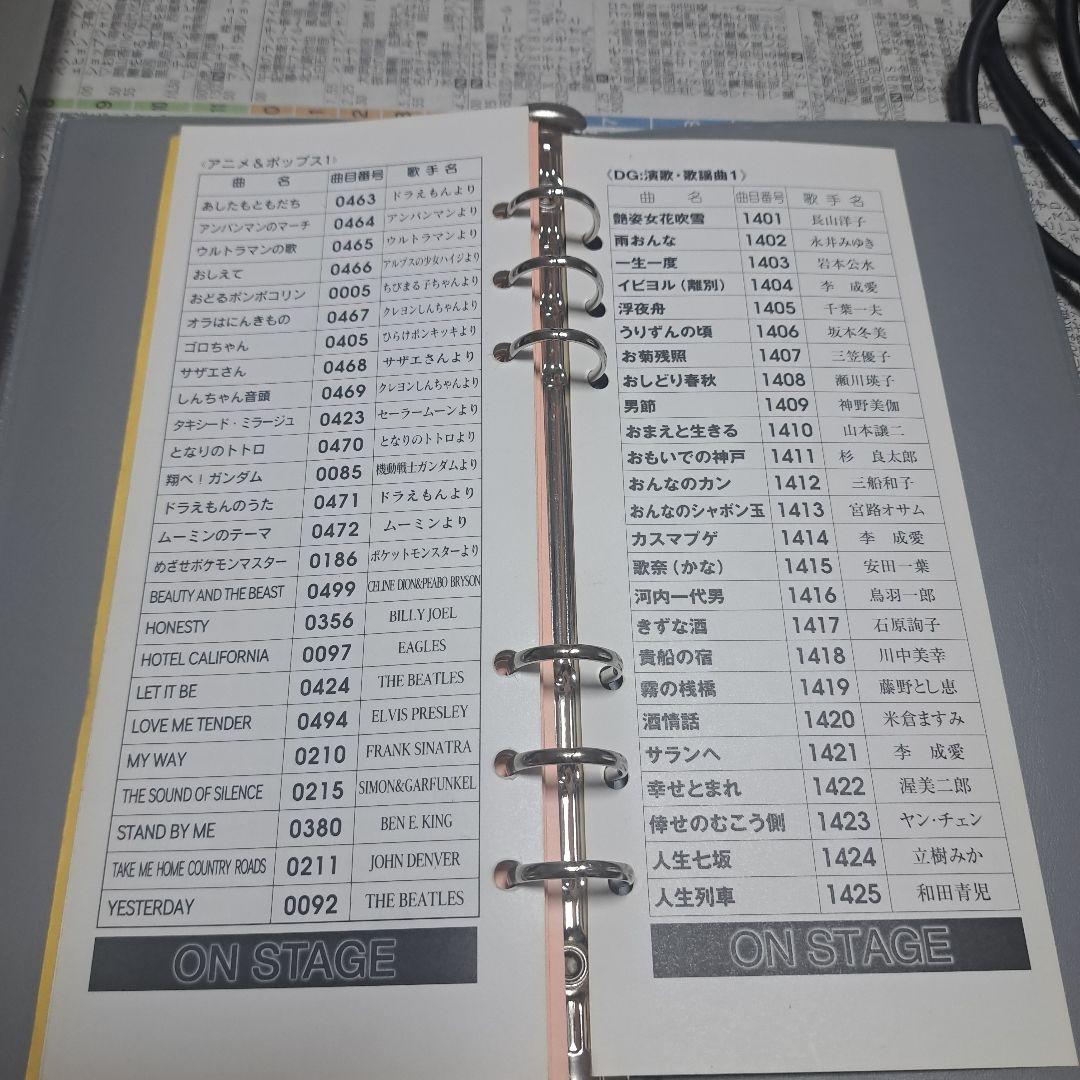 《アニメ&ポップス1》
曲 名 曲目番号 歌 手 名
あしたもともだち 0463 ドラえもんより
アンパンマンのマーチ 0464 アンパンマンより
ウルトラマンの歌 0465 ウルトラマンより
おしえて 0466 アルプスの少女ハイジより
おどるポンポコリン 0005 ちびまる子ちゃんより
オラはにんきもの 0467 クレヨンしんちゃんより
ゴロちゃん 0405 ひらけポンキッキより
サザエさん 0468 サザエさんより
しんちゃん音頭 0469 クレヨンしんちゃんより
タキシード・ミラージュ 0423 セーラームーンより
となりのトトロ 0470 となりのトトロより
翔べ!ガンダム 0085 機動戦士ガンダムより
ドラえもんのうた 0471 ドラえもんより
ムーミンのテーマ 0472 ムーミンより
めざせポケモンマスター 0186 ポケットモンスターより
BEAUTY AND THE BEAST 0499 CELINE DION&PEABO BRYSON
HONESTY 0356 BILLY JOEL
HOTEL CALIFORNIA 0097 EAGLES
LET IT BE 0424 THE BEATLES
LOVE ME TENDER 0494 ELVIS PRESLEY
MY WAY 0210 FRANK SINATRA
THE SOUND OF SILENCE 0215 SIMON&GARFUNKEL
STAND BY ME 0380 BEN E. KING
TAKE ME HOME COUNTRY ROADS 0211 JOHN DENVER
YESTERDAY 0092 THE BEATLES
ON STAGE
《DG:演歌・歌謡曲1》
曲 名 曲目番号 歌 手 名
艶姿女花吹雪 1401 長山洋子
雨おんな 1402 永井みゆき
一生一度 1403 岩本公水
イビヨル(離別) 1404 李 成愛
浮夜舟 1405 千葉一夫
うりずんの頃 1406 坂本冬美
お菊残照 1407 三笠優子
おしどり春秋 1408 瀬川瑛子
男節 1409 神野美伽
おまえと生きる 1410 山本譲二
おもいでの神戸 1411 杉 良太郎
おんなのカン 1412 三船和子
おんなのシャボン玉 1413 宮路オサム
カスマプゲ 1414 李 成愛
歌奈(かな) 1415 安田一葉
河内一代男 1416 鳥羽一郎
きずな酒 1417 石原詢子
貴船の宿 1418 川中美幸
霧の桟橋 1419 藤野とし恵
酒情話 1420 米倉ますみ
サランヘ 1421 李 成愛
幸せとまれ 1422 渥美二郎
倖せのむこう側 1423 ヤン・チェン
人生七坂 1424 立樹みか
人生列車 1425 和田青児
ON STAGE